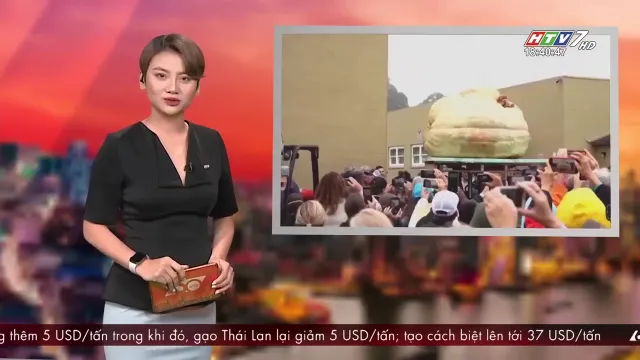 HTV7 HD
18:40:47
thêm 5 USD/tấn trong khi đó, gạo Thái Lan lại giảm 5 USD/tấn; tạo cách biệt lên tới 37 USD/tấn